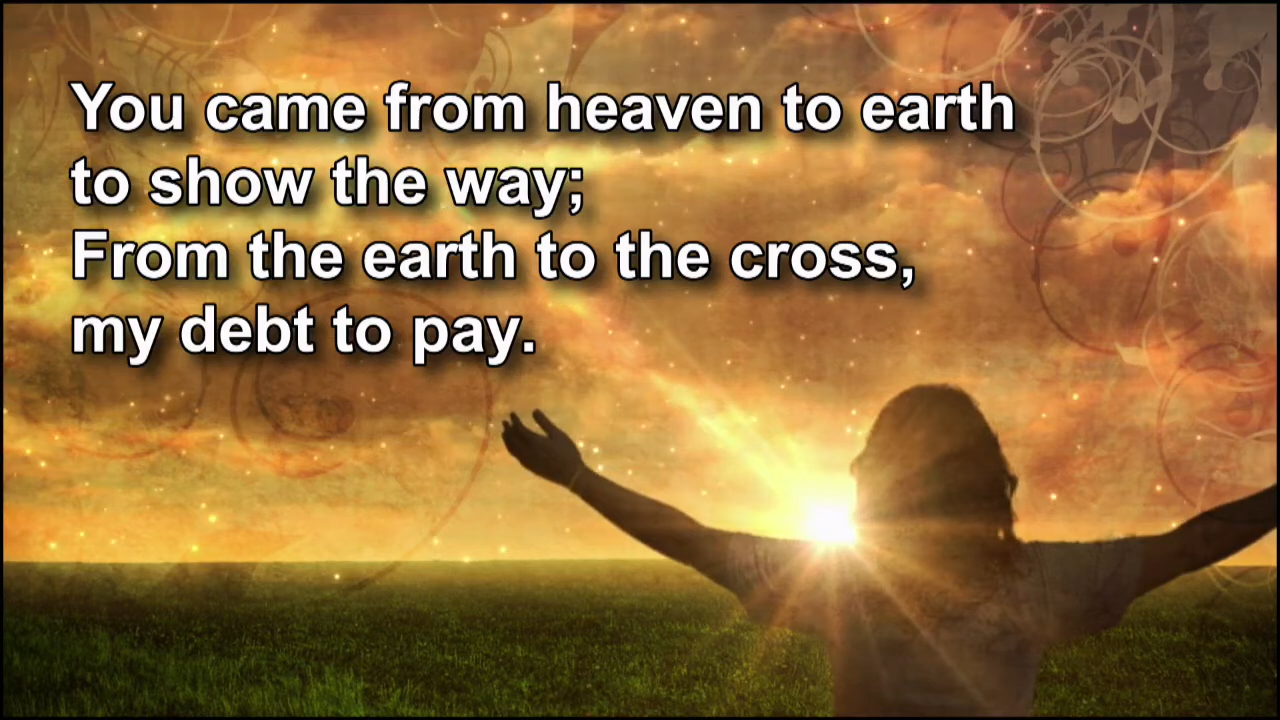 You came from heaven to earth
to show the way;
From the earth to the cross,
my debt to pay.